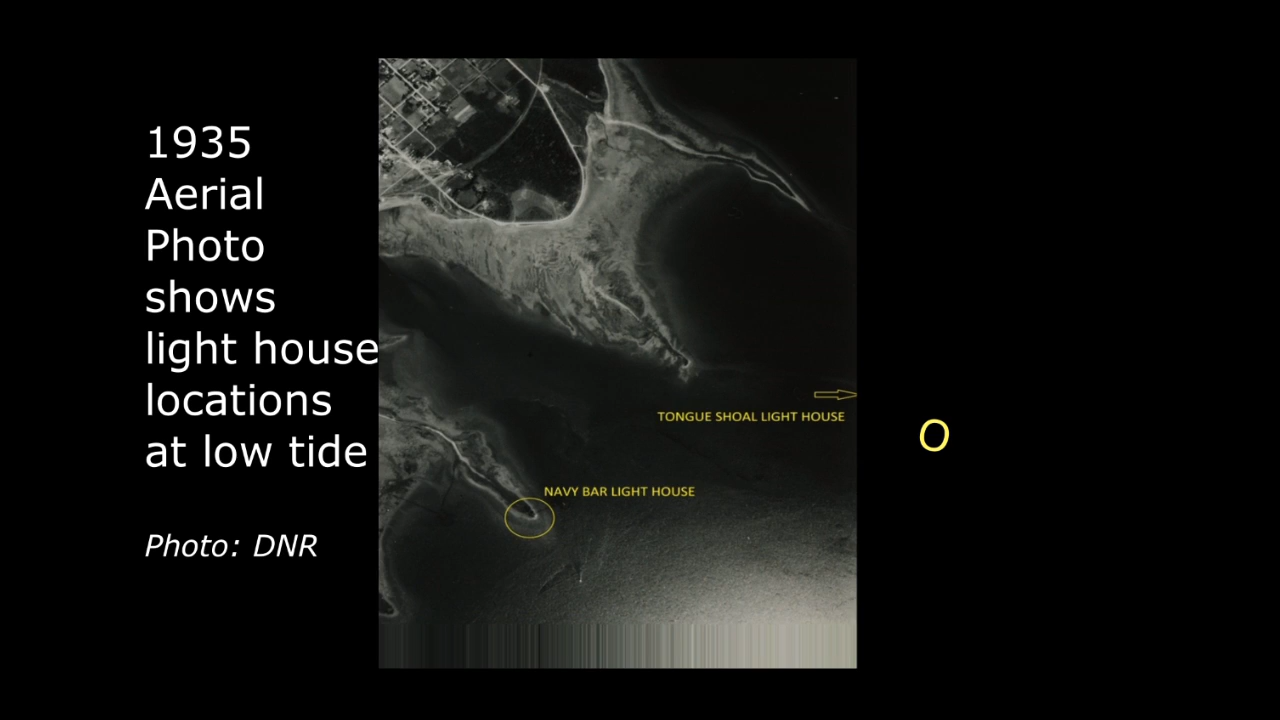 1935
Aerial
Photo
shows
light house
locations
at low tide
Photo: DNR
TONGUE SHOAL LIGHT HOUSE
O
NAVY BAR LIGHT HOUSE